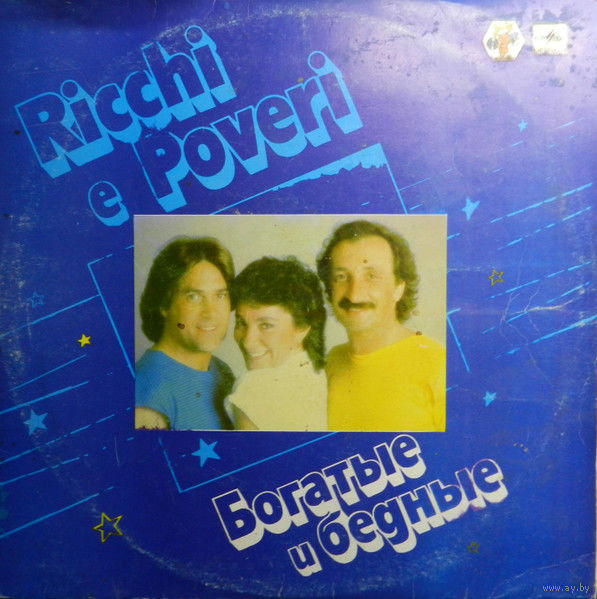 Ricchi
e Poveri
Богатые
и бедные
www.ay.by